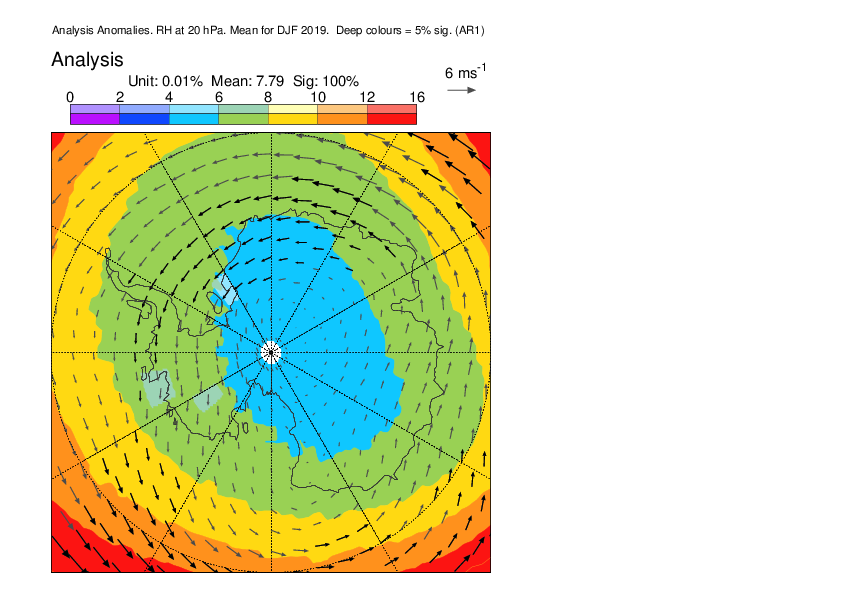 Analysis Anomalies. RH at 20 hPa. Mean for DJF 2019.  Deep colours = 5% sig. (AR1)
Analysis
6 ms-1
Unit: 0.01%  Mean: 7.79  Sig: 100%
0 2 4 6 8 10 12 16